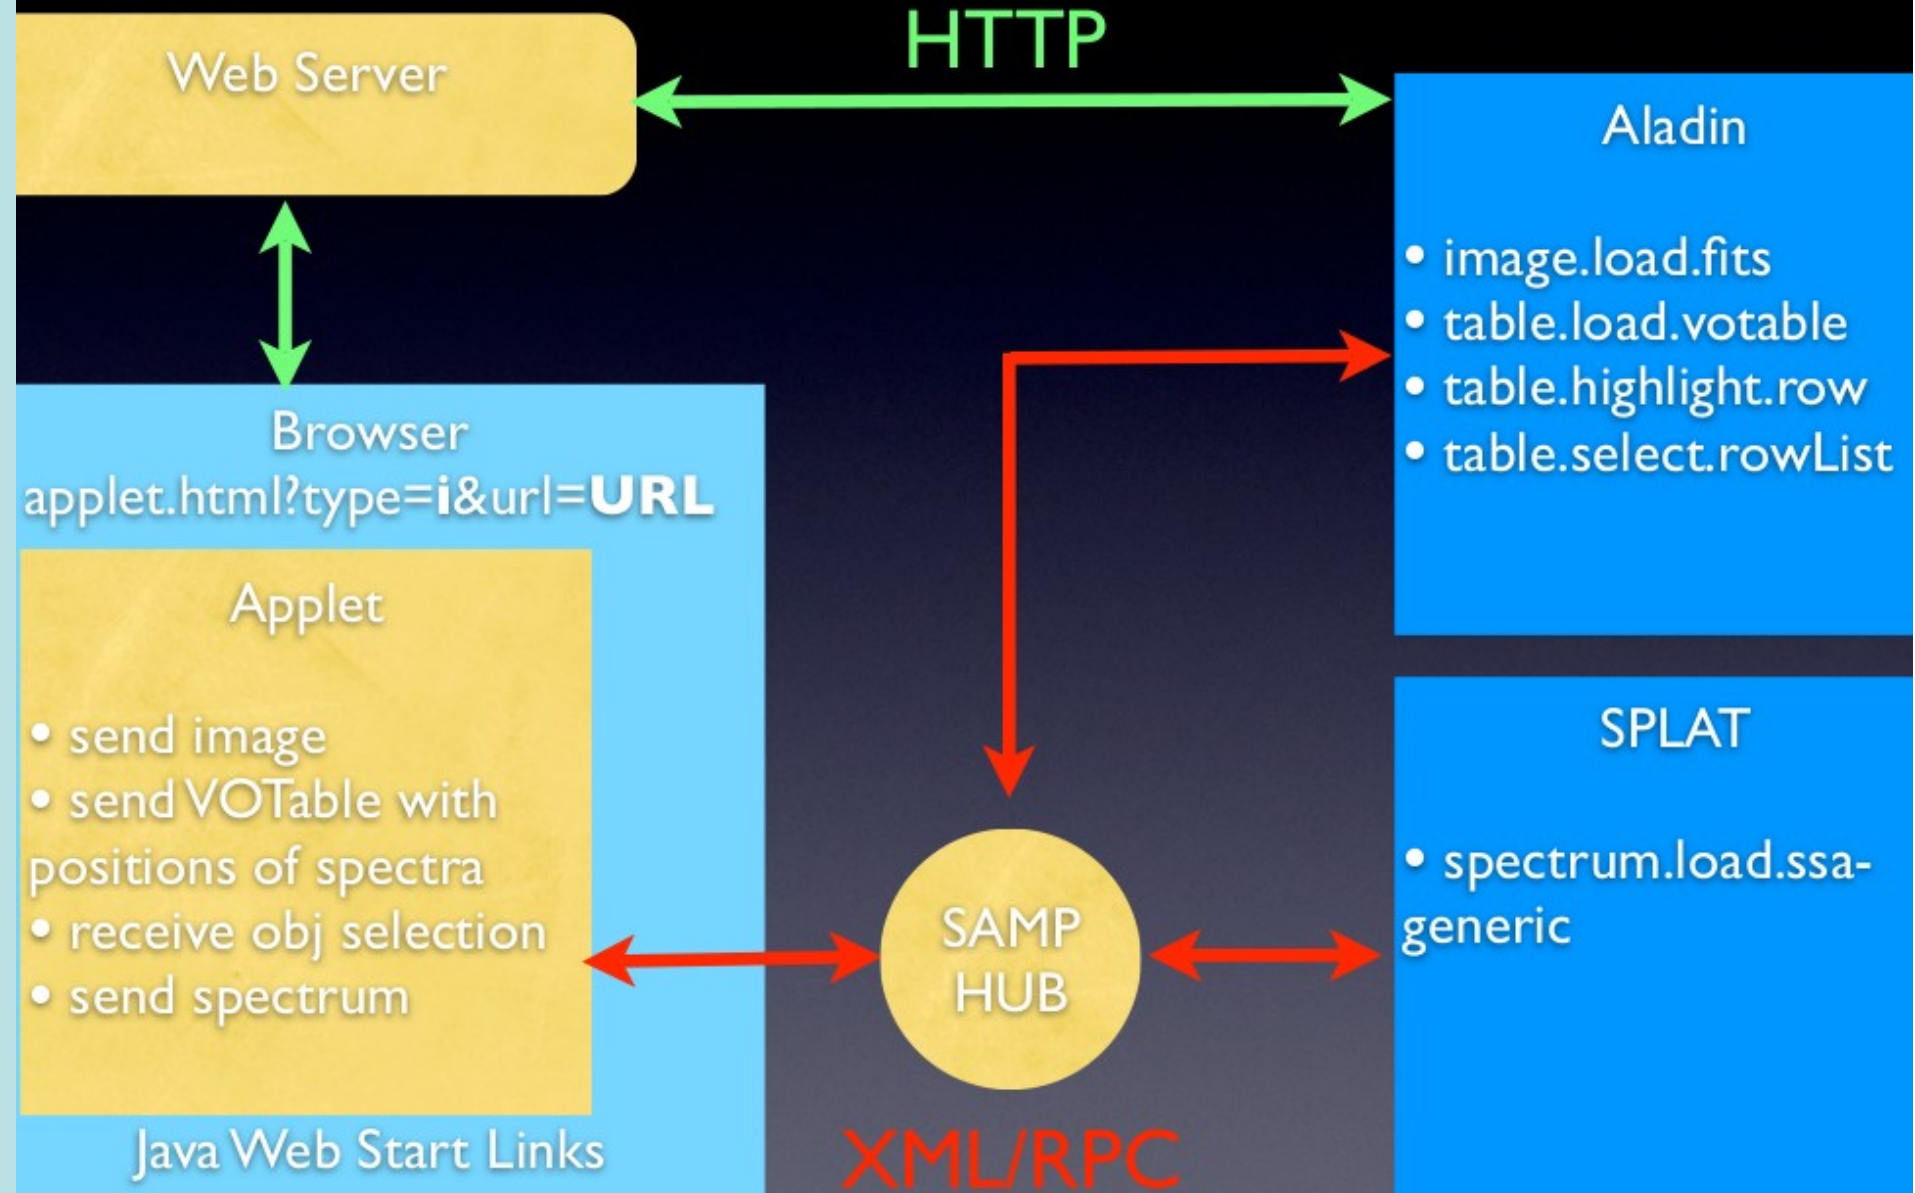 HTTP
Web Server
Aladin
• image.load.fits
• table.load.votable
• table.highlight.row
• table.select.rowList
Browser
applet.html?type=i&url=URL
Applet
• send image
• send VOTable with
positions of spectra
• receive obj selection
• send spectrum
Java Web Start Links
SAMP
HUB
XML/RPC
SPLAT
• spectrum.load.ssa-
generic